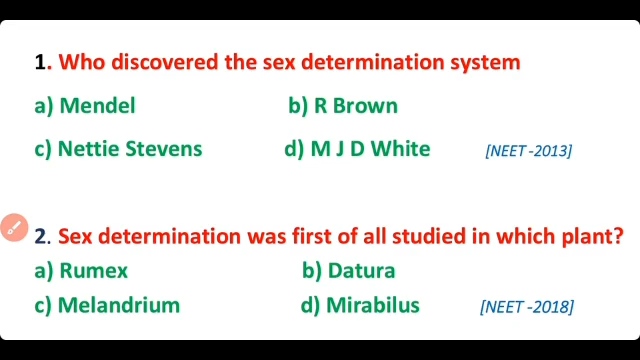 1. Who discovered the sex determination system
a) Mendel b) R Brown
c) Nettie Stevens d) M J D White [NEET -2013]
2. Sex determination was first of all studied in which plant?
a) Rumex b) Datura
c) Melandrium d) Mirabilus [NEET -2018]